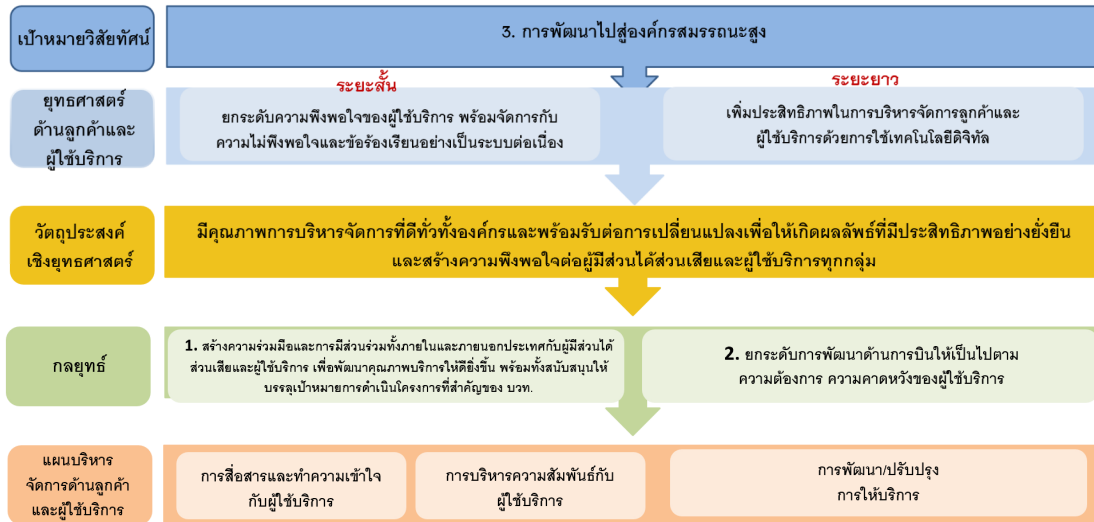 เป้าหมายวิสัยทัศน์
3. การพัฒนาไปสู่องค์กรสมรรถนะสูง
ระยะสั้น
ระยะยาว
ยุทธศาสตร์
ด้านลูกค้าและ
ผู้ใช้บริการ
ยกระดับความพึงพอใจของผู้ใช้บริการ พร้อมจัดการกับ
ความไม่พึงพอใจและข้อร้องเรียนอย่างเป็นระบบต่อเนื่อง
เพิ่มประสิทธิภาพในการบริหารจัดการลูกค้าและ
ผู้ใช้บริการด้วยการใช้เทคโนโลยีดิจิทัล
วัตถุประสงค์
เชิงยุทธศาสตร์
มีคุณภาพการบริหารจัดการที่ดีทั่วทั้งองค์กรและพร้อมรับต่อการเปลี่ยนแปลงเพื่อให้เกิดผลลัพธ์ที่มีประสิทธิภาพอย่างยั่งยืน
และสร้างความพึงพอใจต่อผู้มีส่วนได้ส่วนเสียและผู้ใช้บริการทุกกลุ่ม
กลยุทธ์
1. สร้างความร่วมมือและการมีส่วนร่วมทั้งภายในและภายนอกประเทศกับผู้มีส่วนได้
ส่วนเสียและผู้ใช้บริการ เพื่อพัฒนาคุณภาพบริการให้ดียิ่งขึ้น พร้อมทั้งสนับสนุนให้
บรรลุเป้าหมายการดำเนินโครงการที่สำคัญของ บวท.
2. ยกระดับการพัฒนาด้านการบินให้เป็นไปตาม
ความต้องการ ความคาดหวังของผู้ใช้บริการ
แผนบริหาร
จัดการด้านลูกค้า
และผู้ใช้บริการ
การสื่อสารและทำความเข้าใจ
กับผู้ใช้บริการ
การบริหารความสัมพันธ์กับ
ผู้ใช้บริการ
การพัฒนา/ปรับปรุง
การให้บริการ